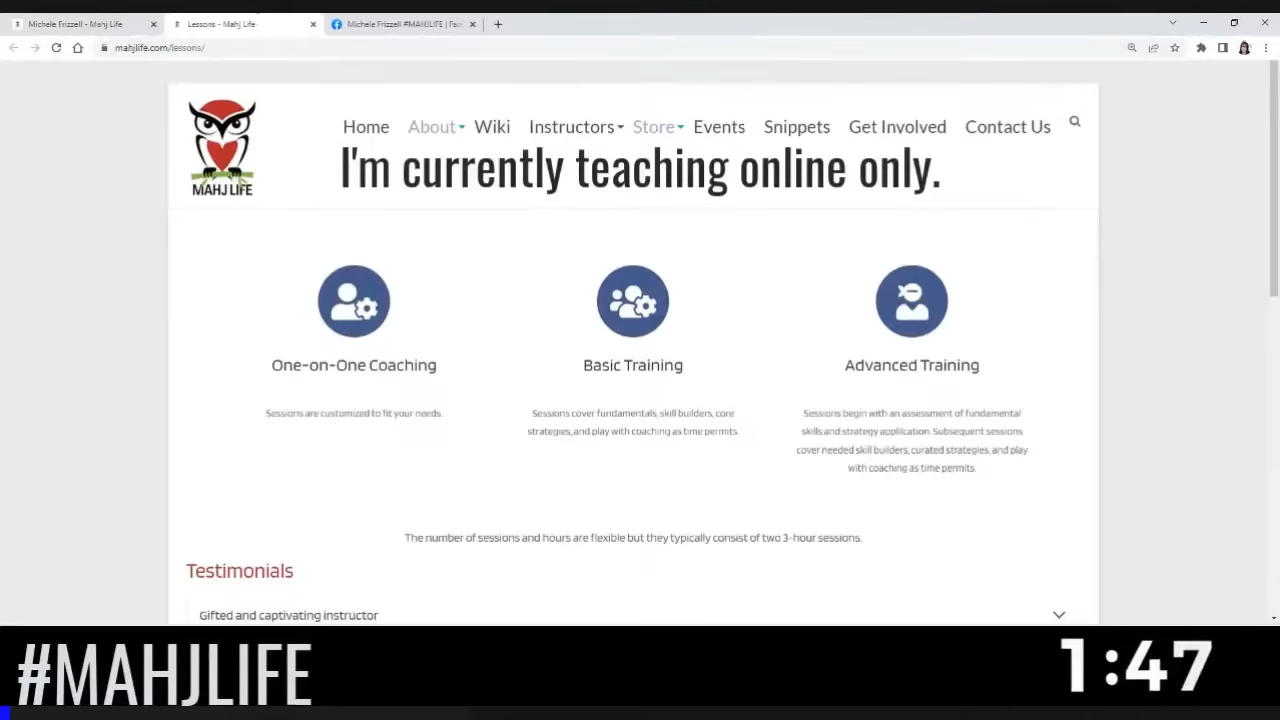 Michele Frizzell - Mahj Life
Lessons - Mahj Life
Michele Frizzell #MAHJLIFE | Fac
mahjlife.com/lessons/
MAHJ LIFE
Home About Wiki Instructors Store Events Snippets Get Involved Contact Us
I'm currently teaching online only.
One-on-One Coaching
Sessions are customized to fit your needs.
Basic Training
Sessions cover fundamentals, skill builders, core
strategies, and play with coaching as time permits.
Advanced Training
Sessions begin with an assessment of fundamental
skills and strategy application. Subsequent sessions
cover needed skill builders, curated strategies, and play
with coaching as time permits.
The number of sessions and hours are flexible but they typically consist of two 3-hour sessions.
Testimonials
Gifted and captivating instructor
#MAHJLIFE
1:47